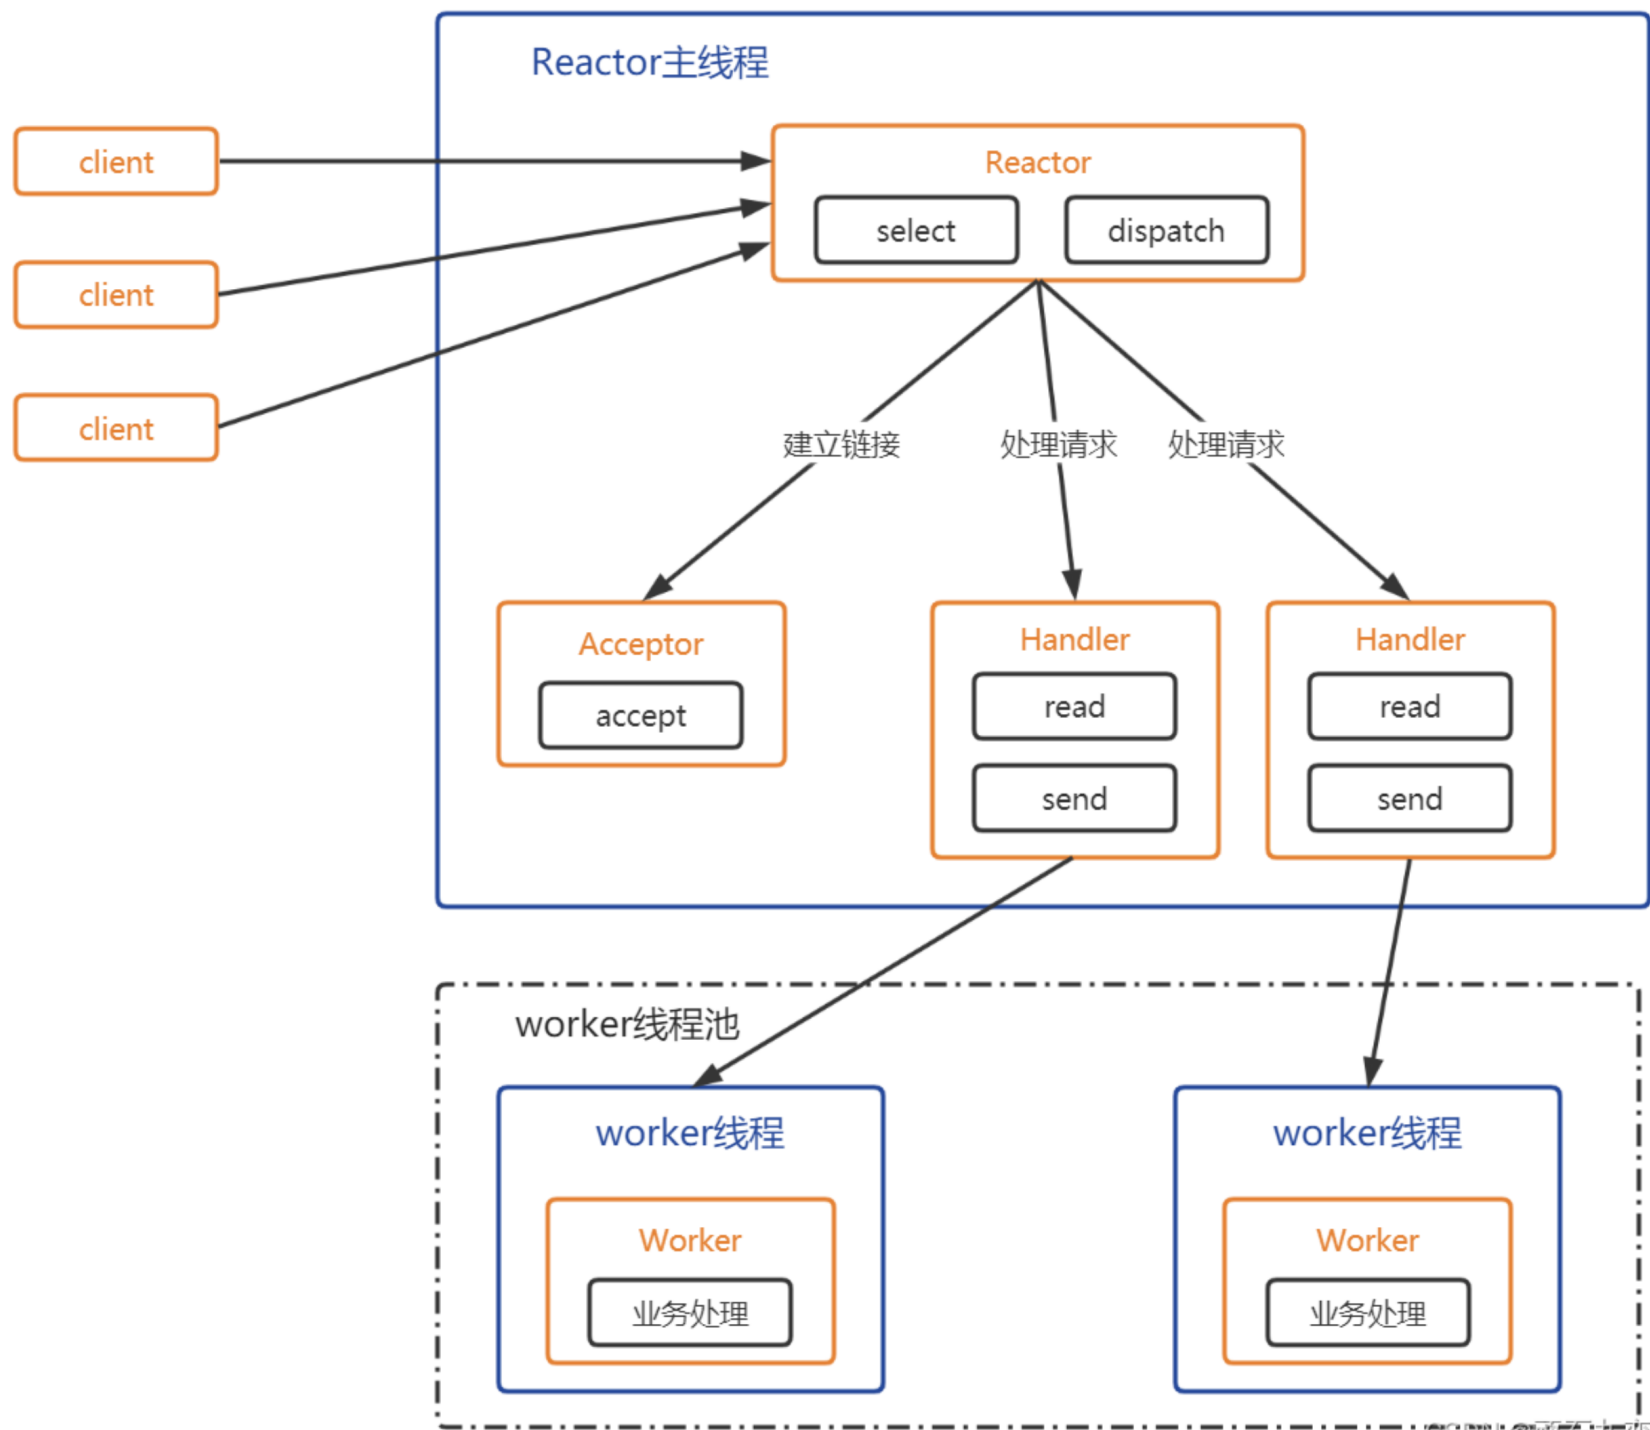 Reactor主线程
client
client
client
Reactor
select
dispatch
建立链接
处理请求
处理请求
Acceptor
accept
Handler
read
send
Handler
read
send
worker线程池
worker线程
Worker
业务处理
worker线程
Worker
业务处理